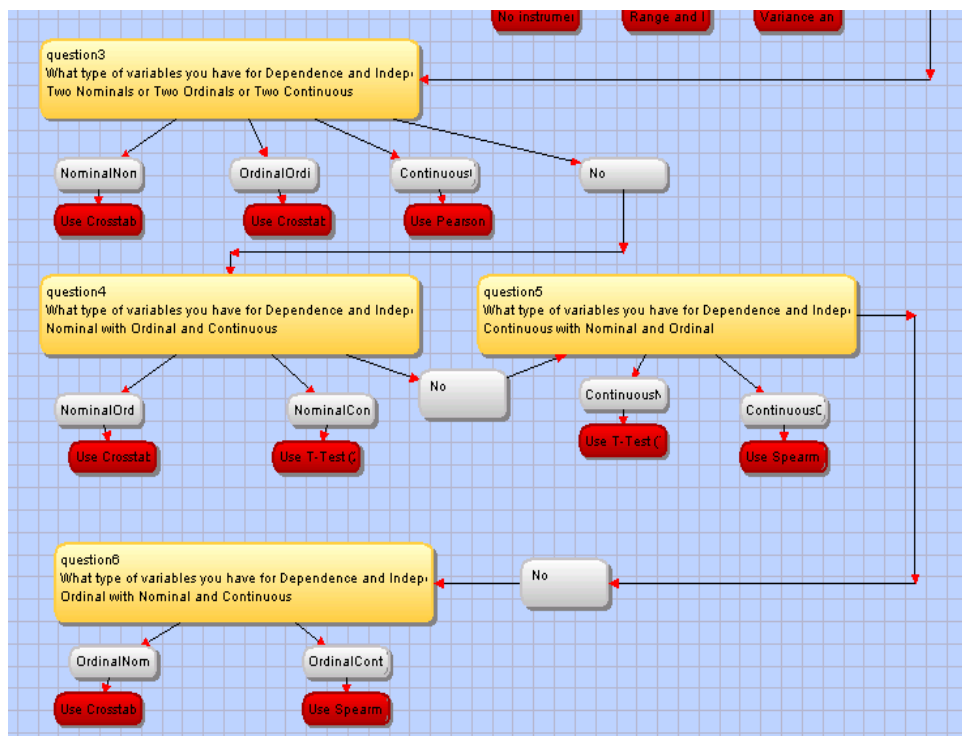 No instrumer
Range and I
Variance an
question3
What type of variables you have for Dependence and Indep
Two Nominals or Two Ordinals or Two Continuous
NominalNon
OrdinalOrdi
Continuous
No
Use Crosstab
Use Crosstab
Use Pearson
question4
What type of variables you have for Dependence and Indep
Nominal with Ordinal and Continuous
question5
What type of variables you have for Dependence and Indep
Continuous with Nominal and Ordinal
No
NominalOrd
NominalCon
ContinuousN
ContinuousO
Use Crosstab
Use T-Test (2
Use T-Test (
Use Spearm
question6
What type of variables you have for Dependence and Indep
Ordinal with Nominal and Continuous
No
OrdinalNom
OrdinalCont
Use Crosstab
Use Spearm